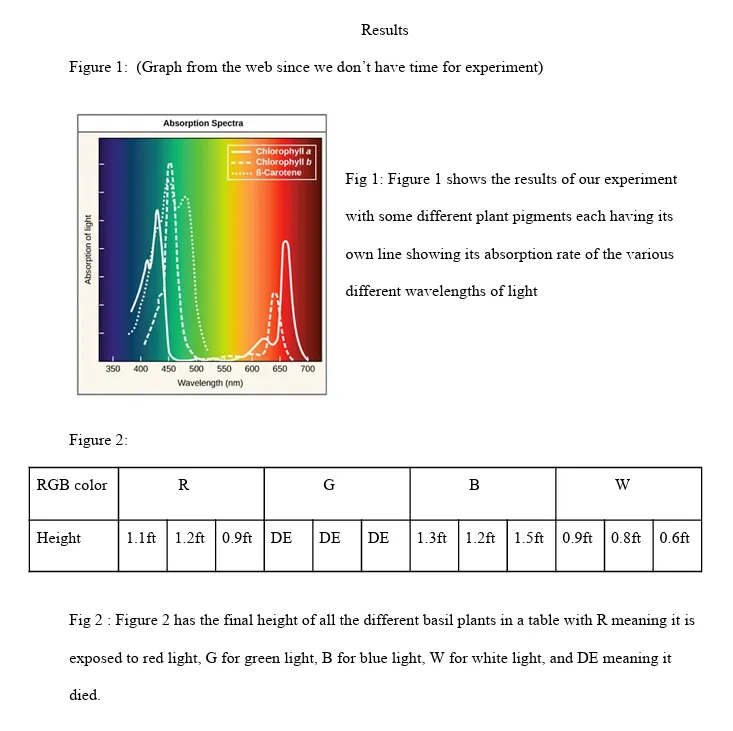 Results
Figure 1:  (Graph from the web since we don’t have time for experiment)
Absorption Spectra
Chlorophyll a
Chlorophyll b
ß-Carotene
Absorption of light
350 400 450 500 550 600 650 700
Wavelength (nm)
Fig 1: Figure 1 shows the results of our experiment
with some different plant pigments each having its
own line showing its absorption rate of the various
different wavelengths of light
Figure 2:
RGB color R G B W
Height 1.1ft 1.2ft 0.9ft DE DE DE 1.3ft 1.2ft 1.5ft 0.9ft 0.8ft 0.6ft
Fig 2 : Figure 2 has the final height of all the different basil plants in a table with R meaning it is
exposed to red light, G for green light, B for blue light, W for white light, and DE meaning it
died.